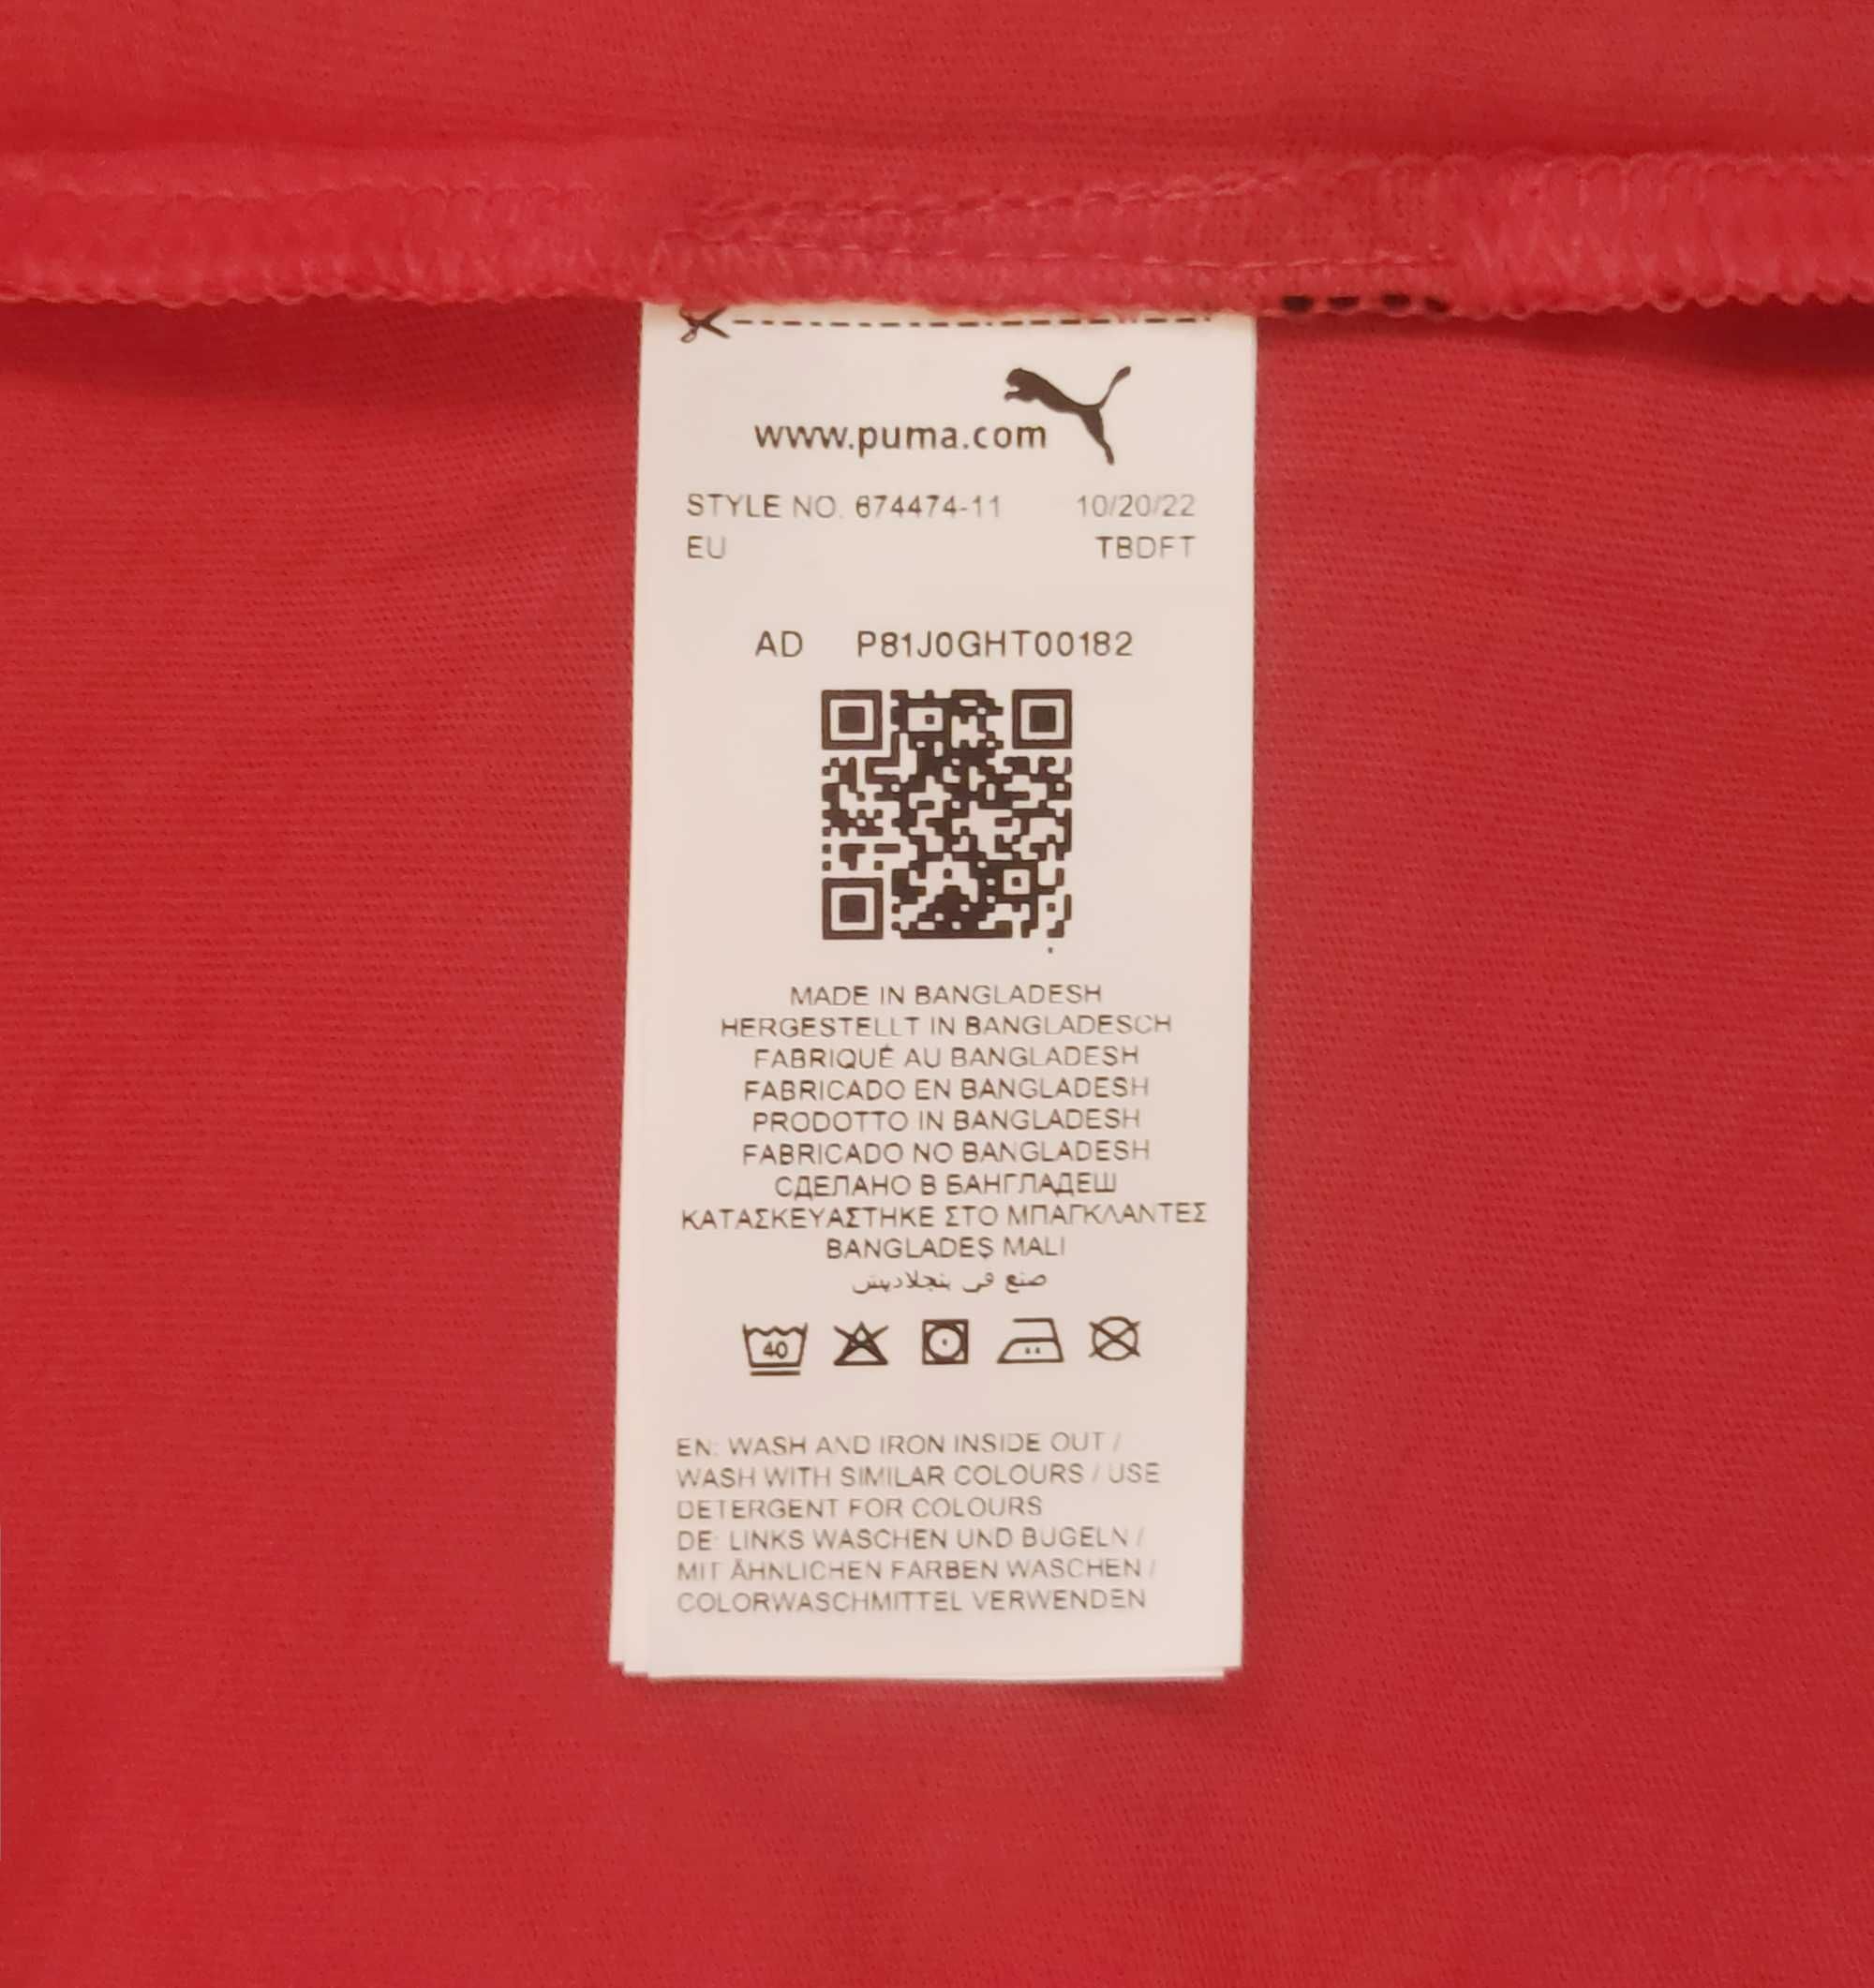 www.puma.com
STYLE NO. 674474-11 10/20/22
EU TBDFT
AD P81J0GHT00182
MADE IN BANGLADESH
HERGESTELLT IN BANGLADESCH
FABRIQUÉ AU BANGLADESH
FABRICADO EN BANGLADESH
PRODOTTO IN BANGLADESH
FABRICADO NO BANGLADESH
СДЕЛАНО В БАНГЛАДЕШ
ΚΑΤΑΣΚΕΥΑΣΤΗΚΕ ΣΤΟ ΜΠΑΓΚΛΑΝΤΕΣ
BANGLADEŞ MALI
صنع في بنجلاديش
40
EN: WASH AND IRON INSIDE OUT /
WASH WITH SIMILAR COLOURS / USE
DETERGENT FOR COLOURS
DE: LINKS WASCHEN UND BUGELN /
MIT ÄHNLICHEN FARBEN WASCHEN /
COLORWASCHMITTEL VERWENDEN